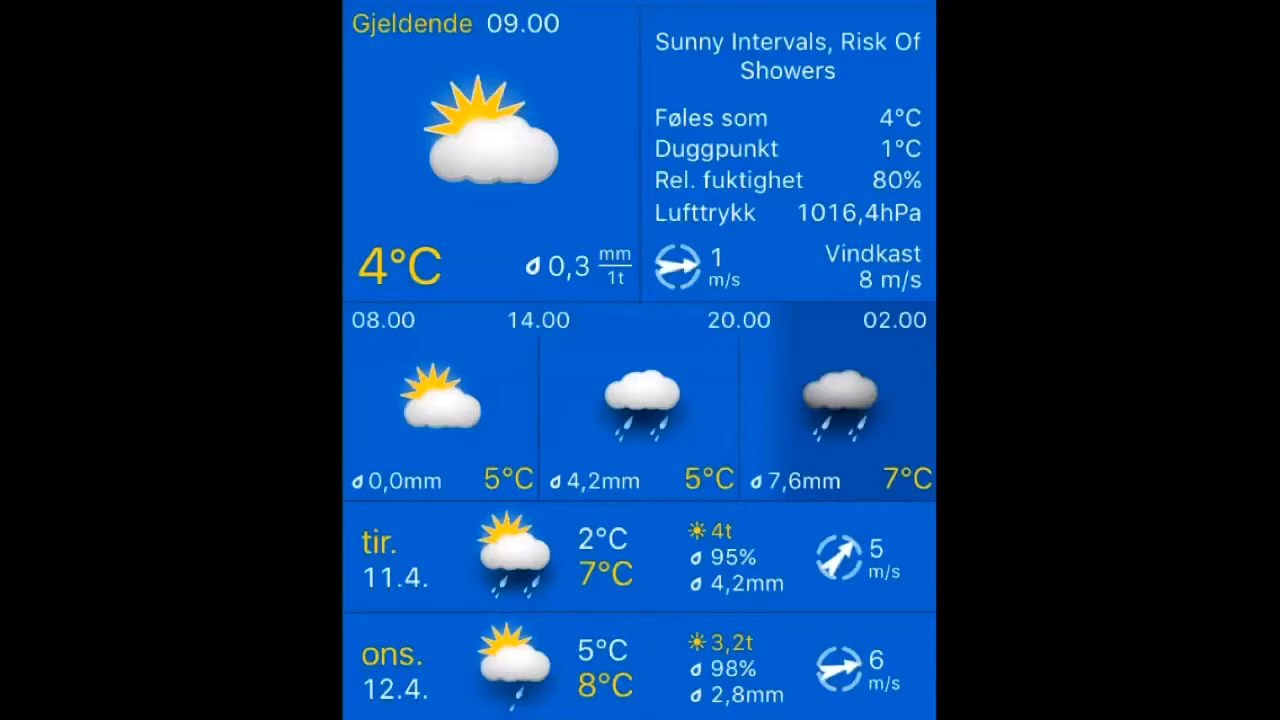 Gjeldende 09.00
4°C 0,3 mm
1t
Sunny Intervals, Risk Of
Showers
Føles som 4°C
Duggpunkt 1°C
Rel. fuktighet 80%
Lufttrykk 1016,4hPa
1 m/s
Vindkast
8 m/s
08.00 14.00 20.00 02.00
0,0mm 5°C 4,2mm 5°C 7,6mm 7°C
tir.
11.4.
2°C
7°C
4t
95%
4,2mm
5
m/s
ons.
12.4.
5°C
8°C
3,2t
98%
2,8mm
6
m/s